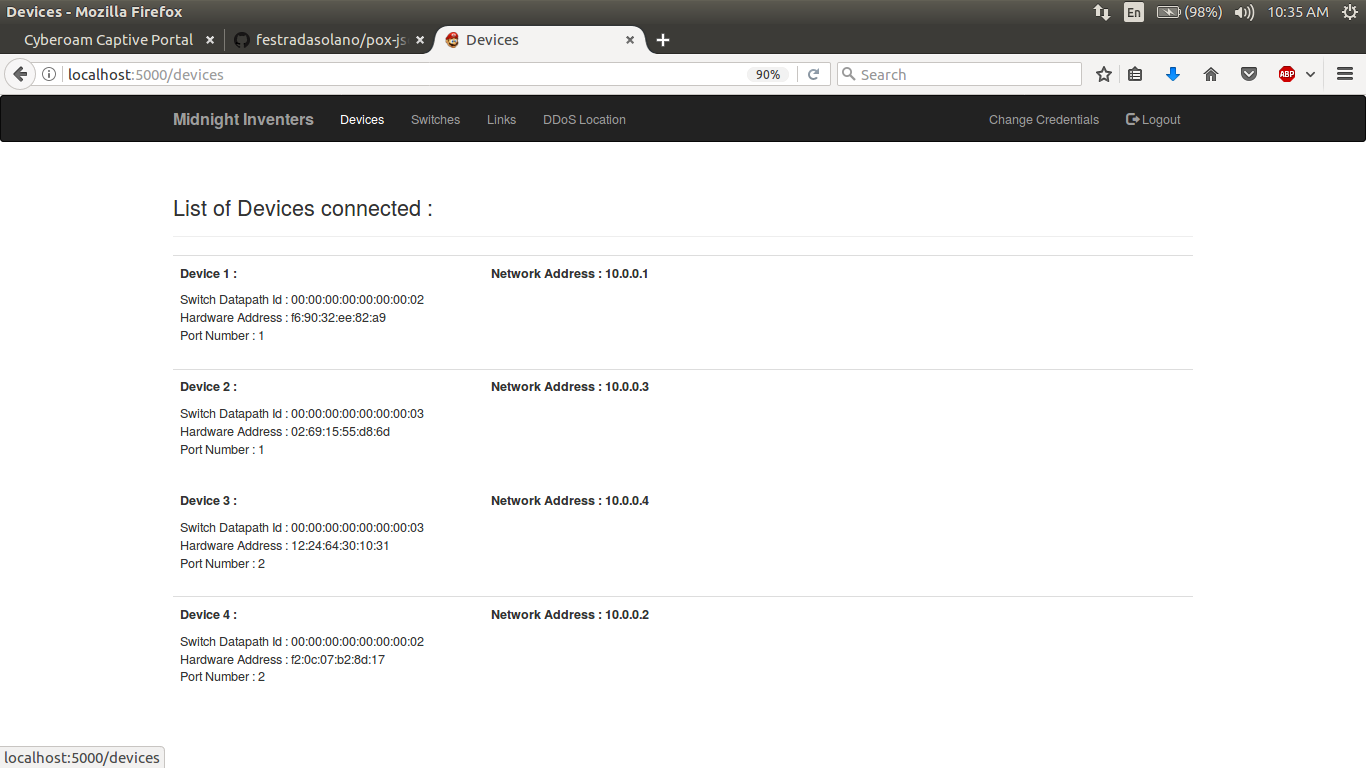 Devices - Mozilla Firefox
En (98%) 10:35 AM
Cyberoam Captive Portal × festradasolano/pox-js × Devices × +
localhost:5000/devices 90% Search ABP
Midnight Inventers Devices Switches Links DDoS Location Change Credentials Logout
List of Devices connected :
Device 1 : Network Address : 10.0.0.1
Switch Datapath Id : 00:00:00:00:00:00:00:02
Hardware Address : f6:90:32:ee:82:a9
Port Number : 1
Device 2 : Network Address : 10.0.0.3
Switch Datapath Id : 00:00:00:00:00:00:00:03
Hardware Address : 02:69:15:55:d8:6d
Port Number : 1
Device 3 : Network Address : 10.0.0.4
Switch Datapath Id : 00:00:00:00:00:00:00:03
Hardware Address : 12:24:64:30:10:31
Port Number : 2
Device 4 : Network Address : 10.0.0.2
Switch Datapath Id : 00:00:00:00:00:00:00:02
Hardware Address : f2:0c:07:b2:8d:17
Port Number : 2
localhost:5000/devices